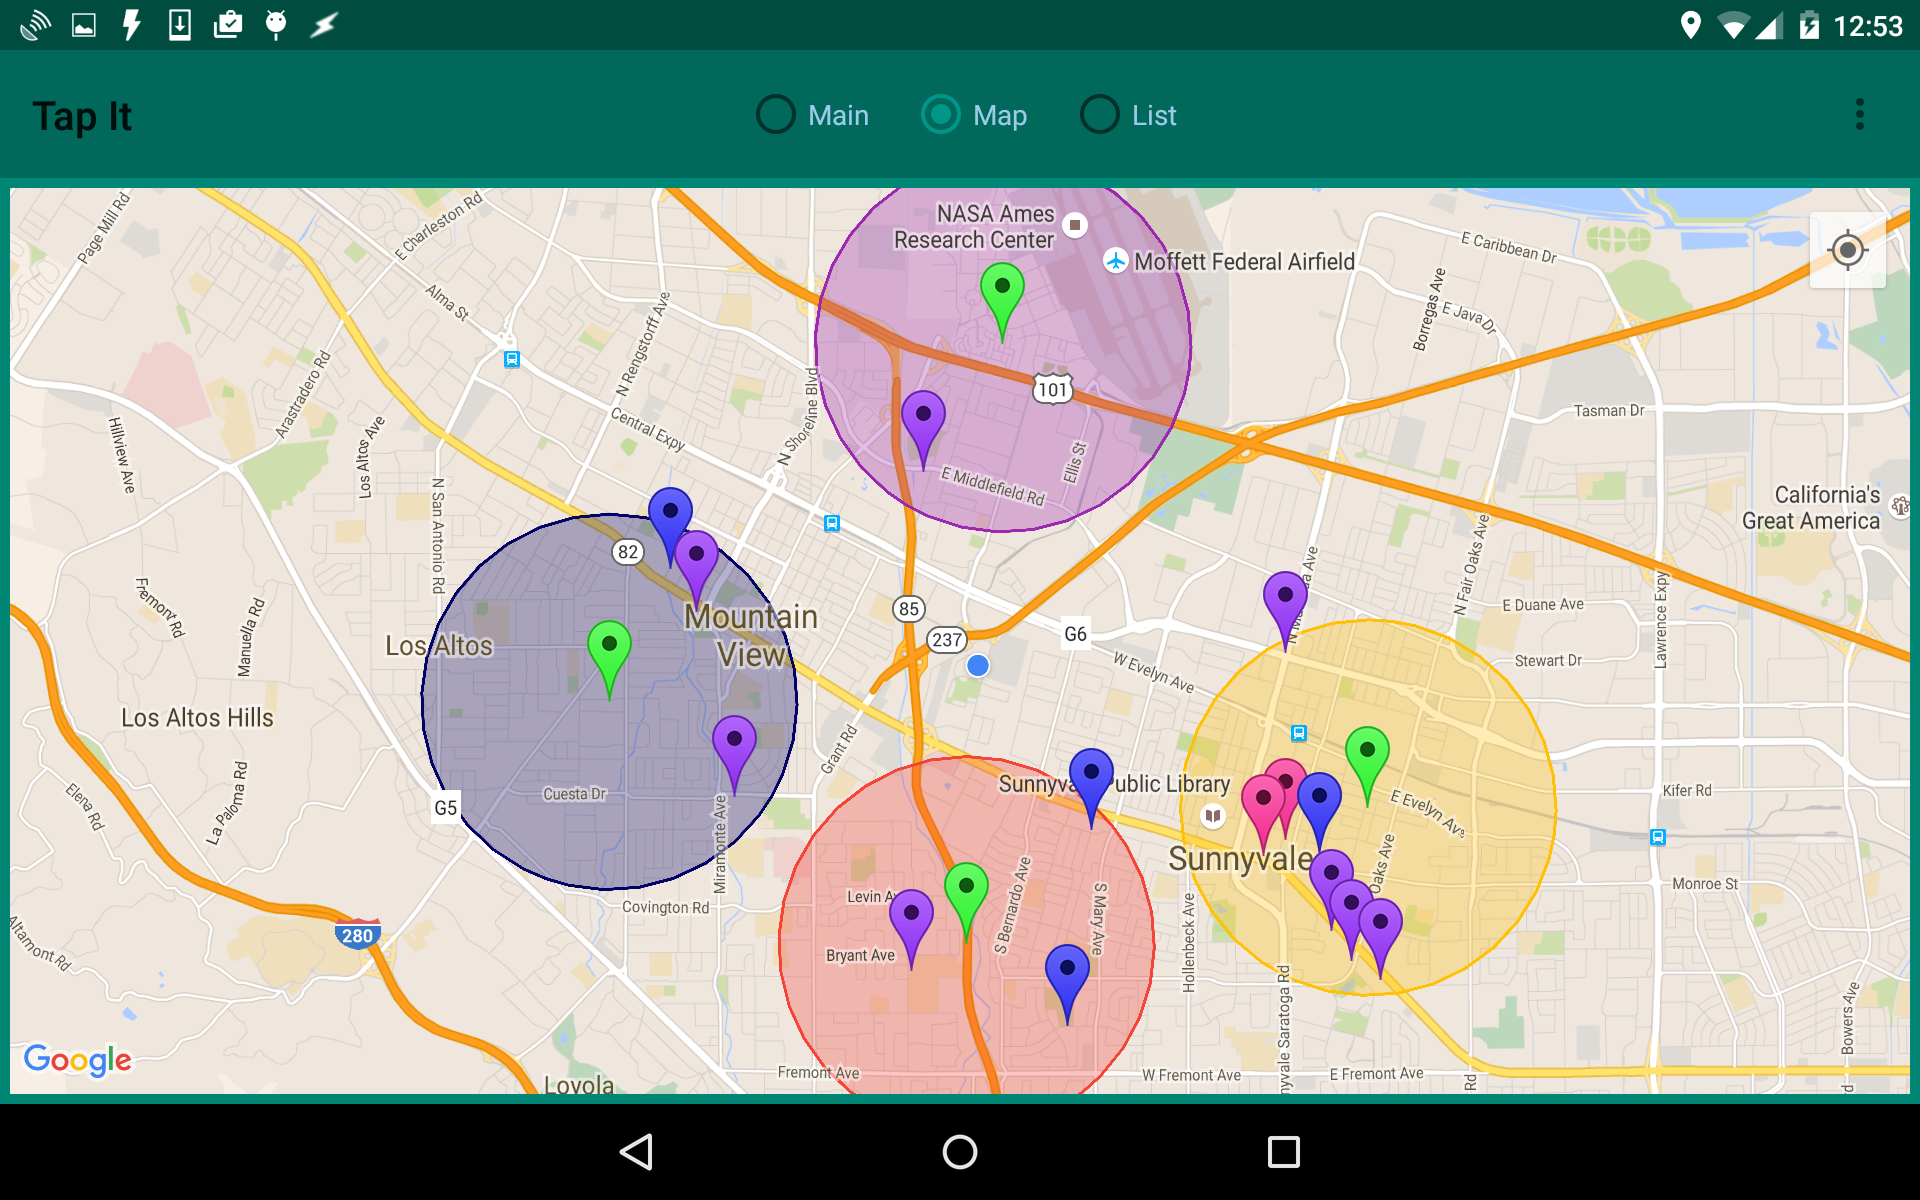 12:53
Tap It
Main
Map
List
Page Mill Rd
E Charleston Rd
NASA Ames
Research Center
Moffett Federal Airfield
E Caribbean Dr
Borregas Ave
E Java Dr
Alma St
N Rengstorff Ave
Arastradero Rd
101
N Shoreline Blvd
Central Expy
Tasman Dr
Hillview Ave
Los Altos Ave
N San Antonio Rd
Ellis St
E Middlefield Rd
California's
Great America
N Fair Oaks Ave
82
Fremont Rd
Manuella Rd
Mountain
View
Los Altos
85
237
G6
E Duane Ave
Lawrence Expy
Stewart Dr
W Evelyn Ave
Los Altos Hills
Grant Rd
La Paloma Rd
Elena Rd
G5
Cuesta Dr
Miramonte Ave
Public Library
Kifer Rd
E Evelyn Ave
Sunnyvale
Oaks Ave
Monroe St
Levin
Covington Rd
S Bernardo Ave
S Mary Ave
Hollenbeck Ave
280
Altamont Rd
Bryant Ave
Saratoga Rd
Bowers Ave
Google
Loyola
Fremont Ave
W Fremont Ave
E Fremont Ave
Rd